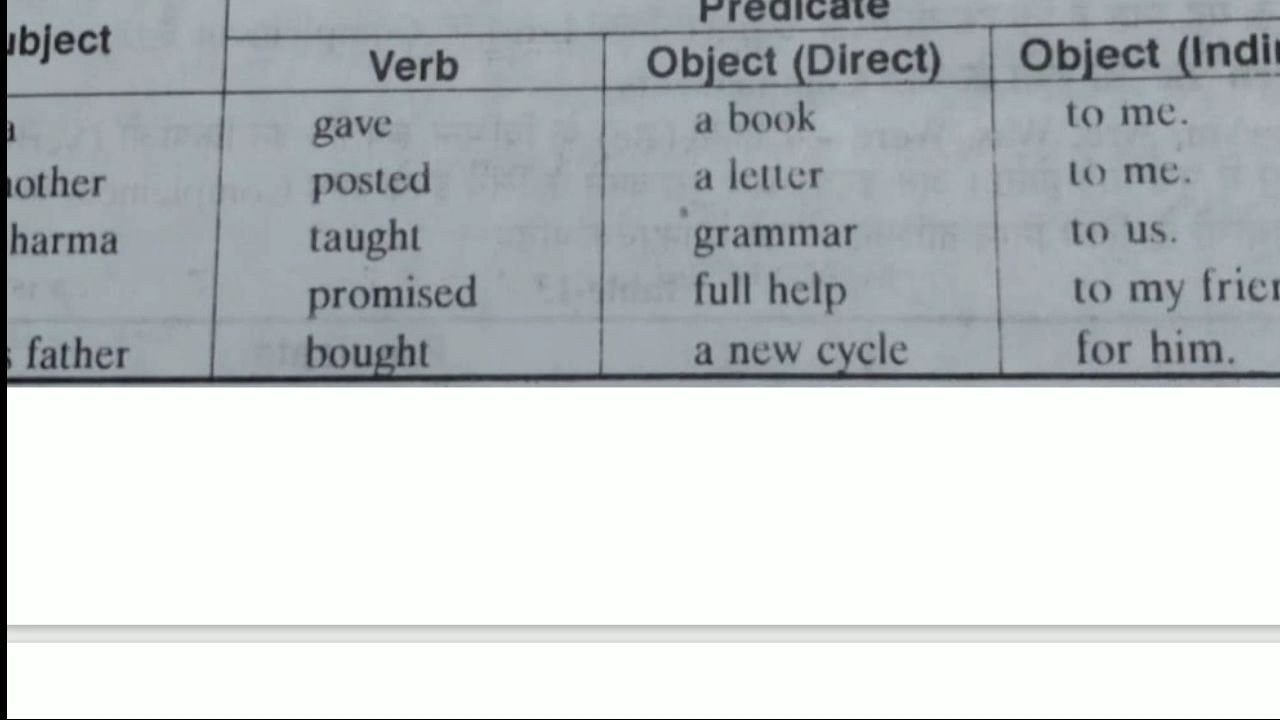 Predicate
ubject Verb Object (Direct) Object (Indi
a gave a book to me.
other posted a letter to me.
harma taught grammar to us.
promised full help to my frien
s father bought a new cycle for him.